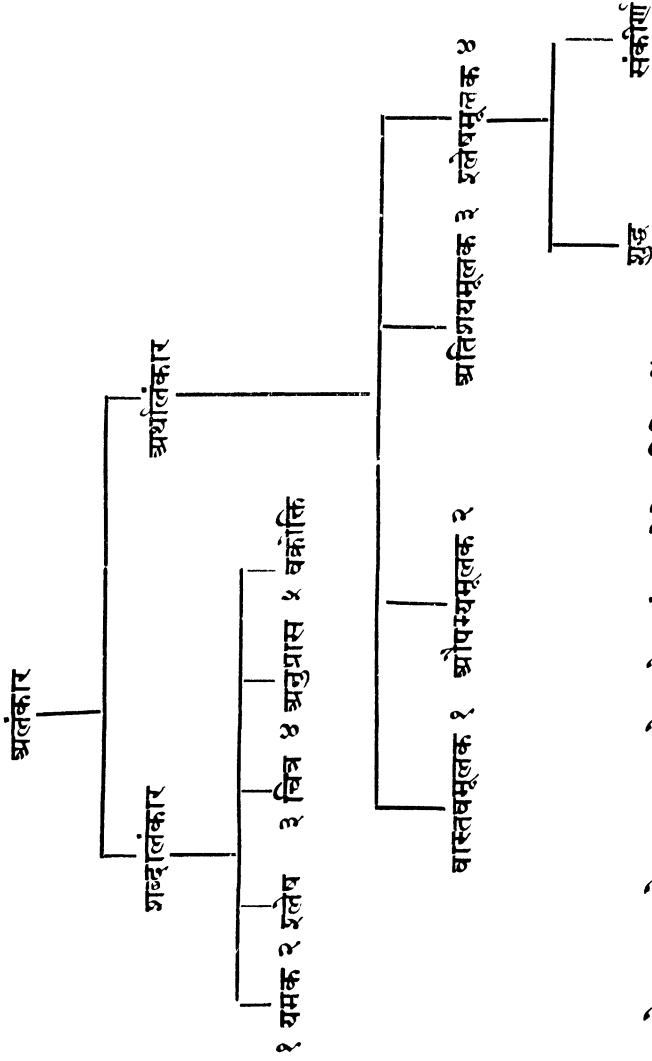 अलंकार
शब्दालंकार अर्थालंकार
१ यमक २ श्लेष ३ चित्र ४ अनुप्रास ५ वक्रोक्ति
वास्तवमूलक १ औपम्यमूलक २ अतिशयमूलक ३ श्लेषमूलक ४
शुद्ध संकीर्ण